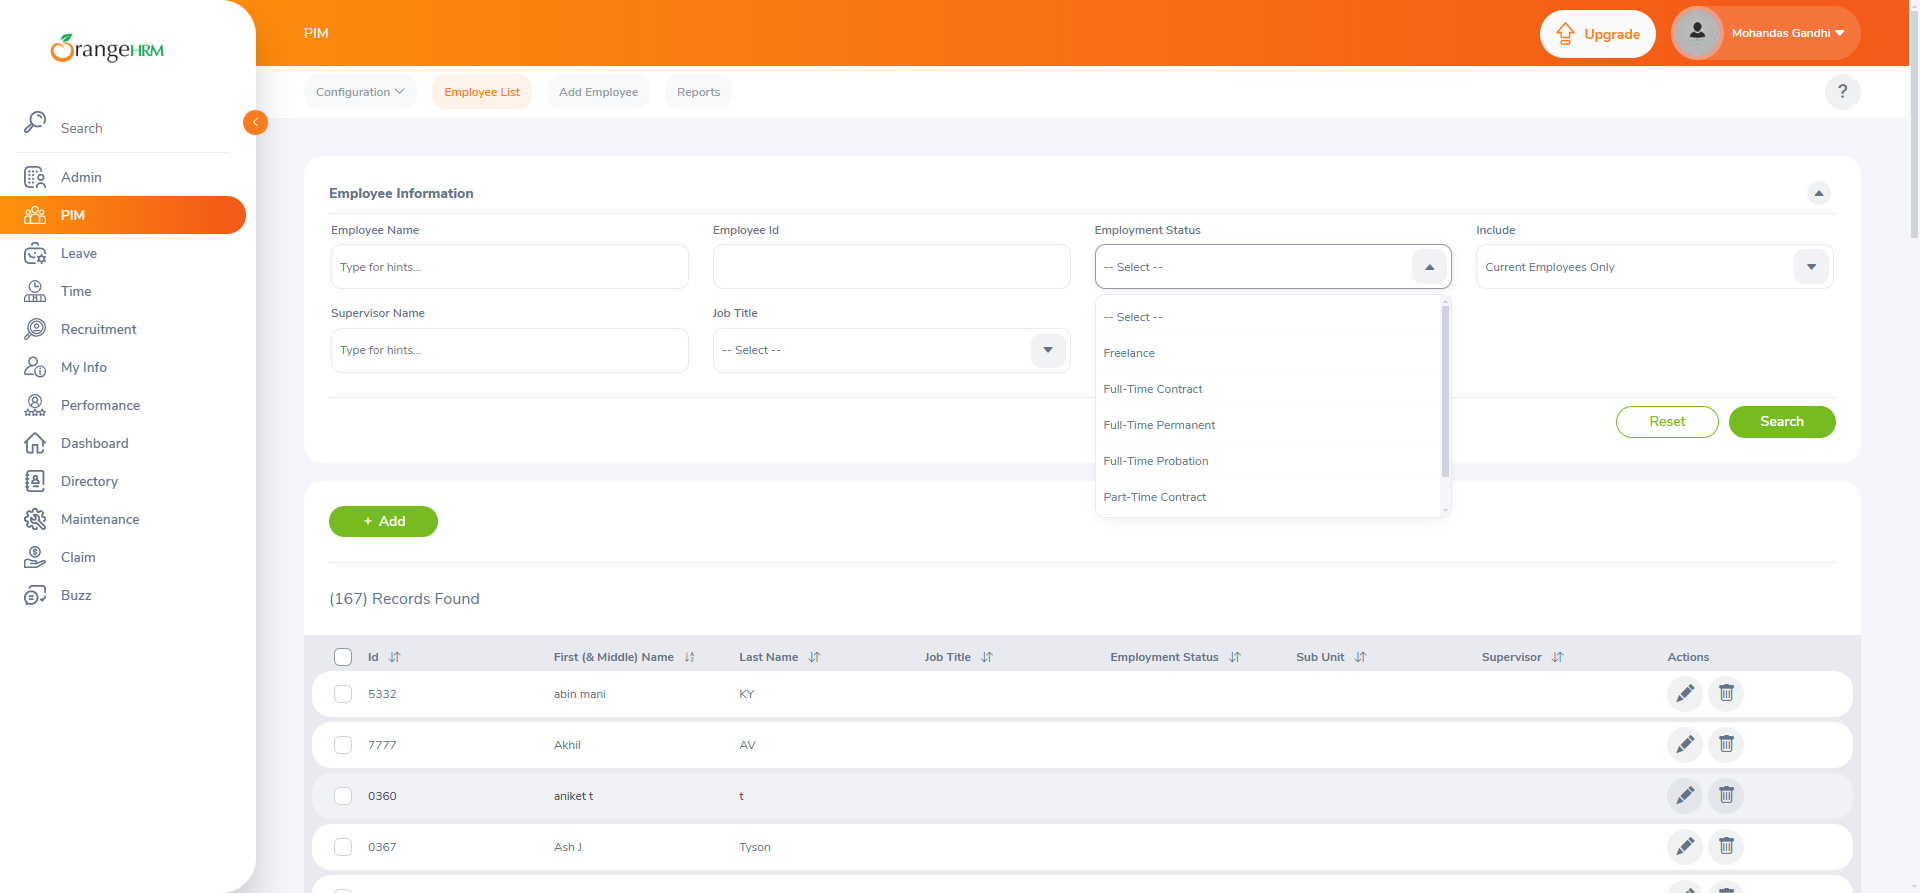 OrangeHRM
PIM
Upgrade
Mohandas Gandhi
Configuration
Employee List
Add Employee
Reports
?
Search
Admin
PIM
Leave
Time
Recruitment
My Info
Performance
Dashboard
Directory
Maintenance
Claim
Buzz
Employee Information
Employee Name
Employee Id
Employment Status
Include
Type for hints...
-- Select --
Current Employees Only
Supervisor Name
Job Title
Type for hints...
-- Select --
-- Select --
Freelance
Full-Time Contract
Full-Time Permanent
Full-Time Probation
Part-Time Contract
Reset
Search
+ Add
(167) Records Found
Id First (& Middle) Name Last Name Job Title Employment Status Sub Unit Supervisor Actions
5332 abin mani KY
7777 Akhil AV
0360 aniket t t
0367 Ash J Tyson